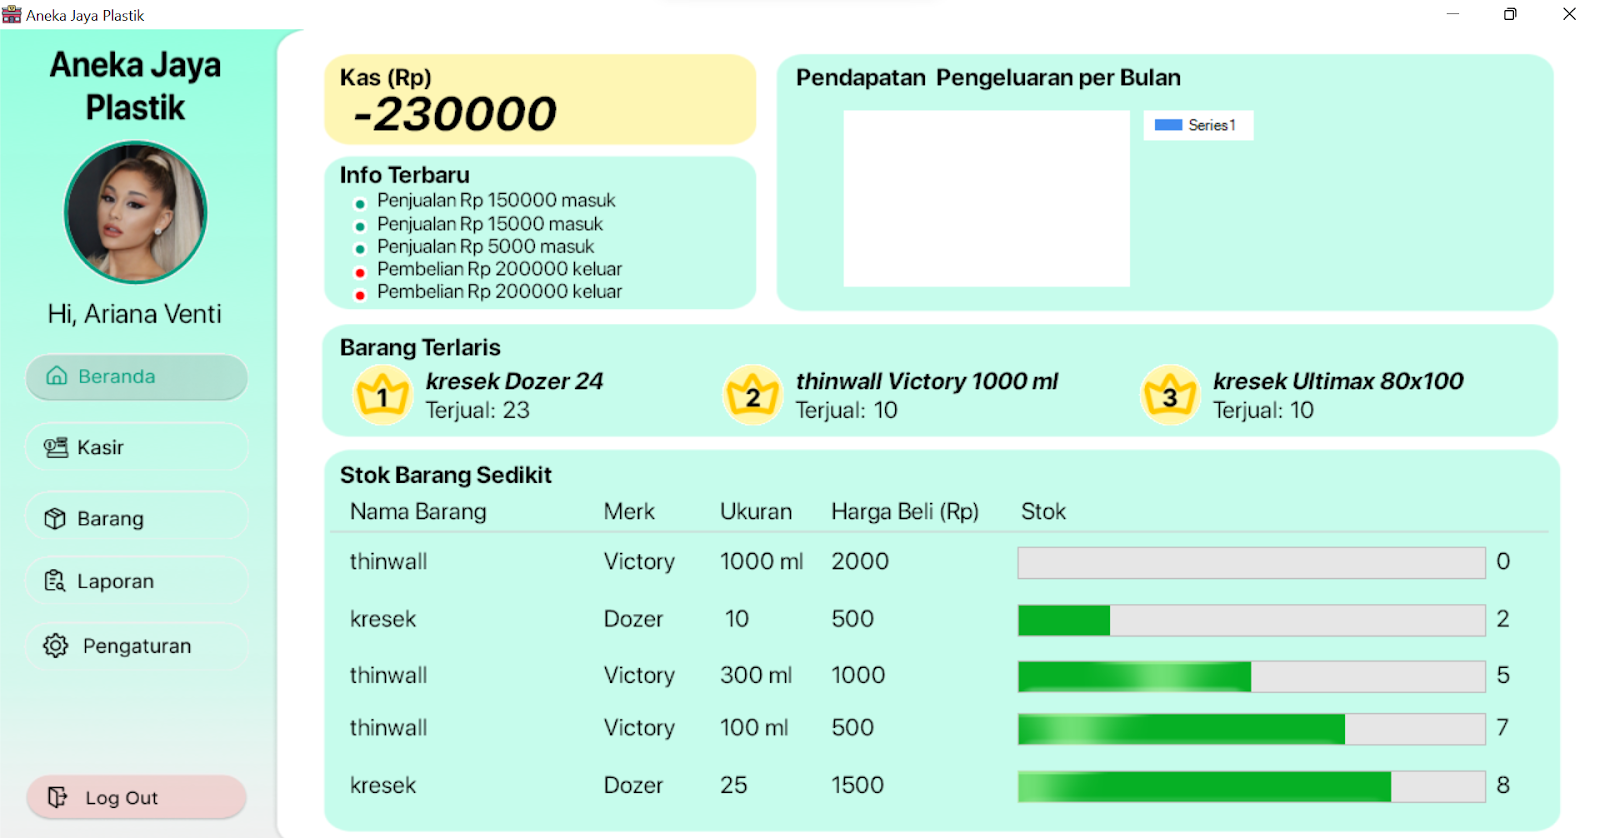 Aneka Jaya Plastik
Aneka Jaya
Plastik
Hi, Ariana Venti
Beranda
Kasir
Barang
Laporan
Pengaturan
Log Out
Kas (Rp)
-230000
Info Terbaru
Penjualan Rp 150000 masuk
Penjualan Rp 15000 masuk
Penjualan Rp 5000 masuk
Pembelian Rp 200000 keluar
Pembelian Rp 200000 keluar
Pendapatan Pengeluaran per Bulan
Series1
Barang Terlaris
1 kresek Dozer 24
Terjual: 23
2 thinwall Victory 1000 ml
Terjual: 10
3 kresek Ultimax 80x100
Terjual: 10
Stok Barang Sedikit
Nama Barang Merk Ukuran Harga Beli (Rp) Stok
thinwall Victory 1000 ml 2000 0
kresek Dozer 10 500 2
thinwall Victory 300 ml 1000 5
thinwall Victory 100 ml 500 7
kresek Dozer 25 1500 8